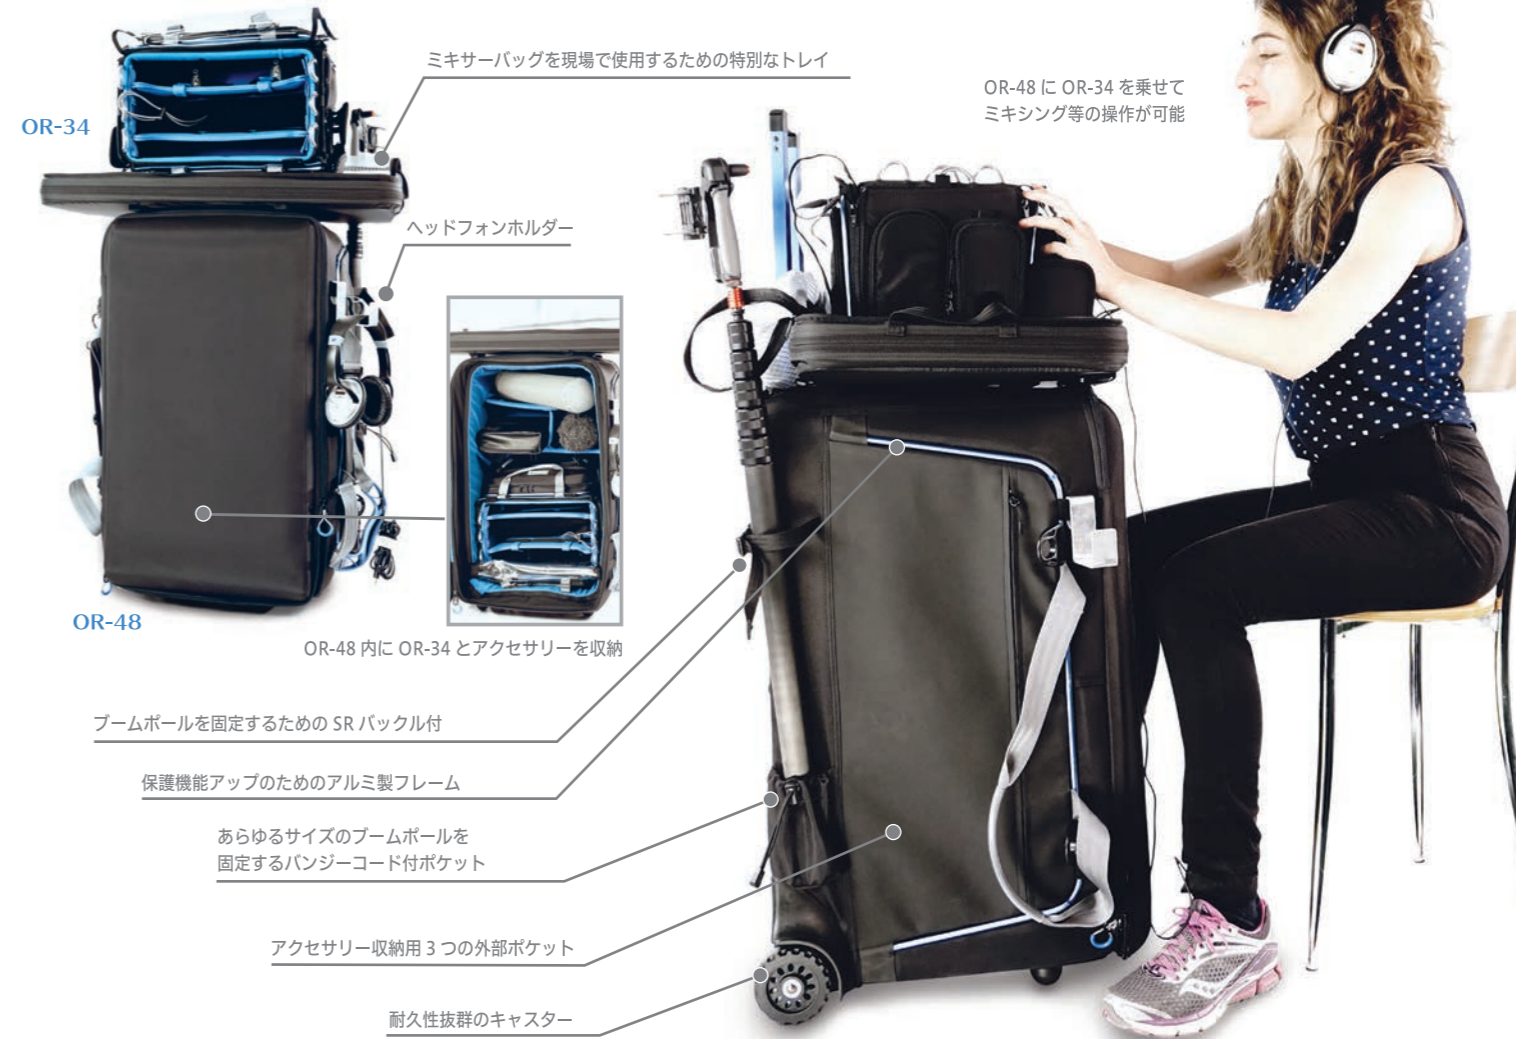 ミキサーバッグを現場で使用するための特別なトレイ
OR-48 に OR-34 を乗せて
ミキシング等の操作が可能
OR-34
ヘッドフォンホルダー
OR-48
OR-48 内に OR-34 とアクセサリーを収納
ブームポールを固定するための SR バックル付
保護機能アップのためのアルミ製フレーム
あらゆるサイズのブームポールを
固定するバンジーコード付ポケット
アクセサリー収納用 3 つの外部ポケット
耐久性抜群のキャスター